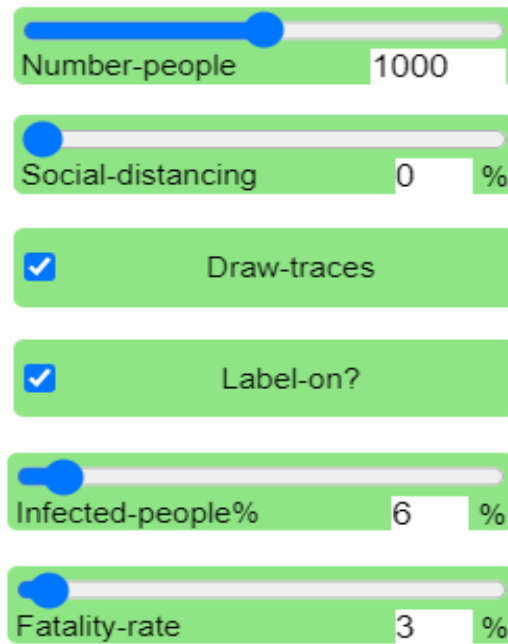 Number-people 1000
Social-distancing 0 %
Draw-traces
Label-on?
Infected-people% 6 %
Fatality-rate 3 %